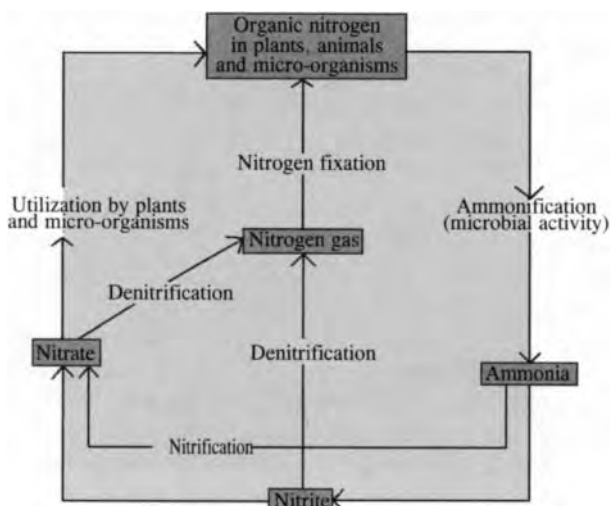 Organic nitrogen
in plants, animals
and micro-organisms
Nitrogen fixation
Utilization by plants
and micro-organisms
Ammonification
(microbial activity)
Nitrogen gas
Denitrification
Nitrate
Denitrification
Ammonia
Nitrification
Nitrite